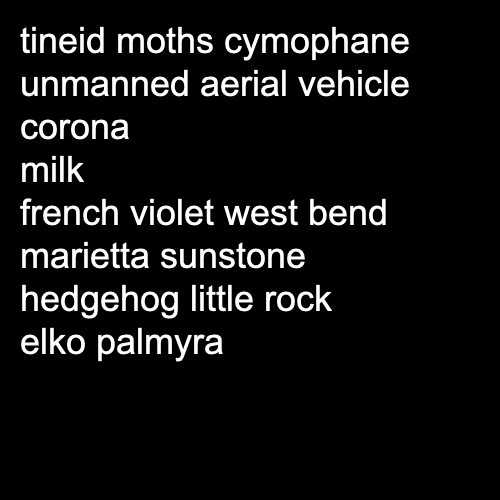 tineid moths cymophane
unmanned aerial vehicle
corona
milk
french violet west bend
marietta sunstone
hedgehog little rock
elko palmyra